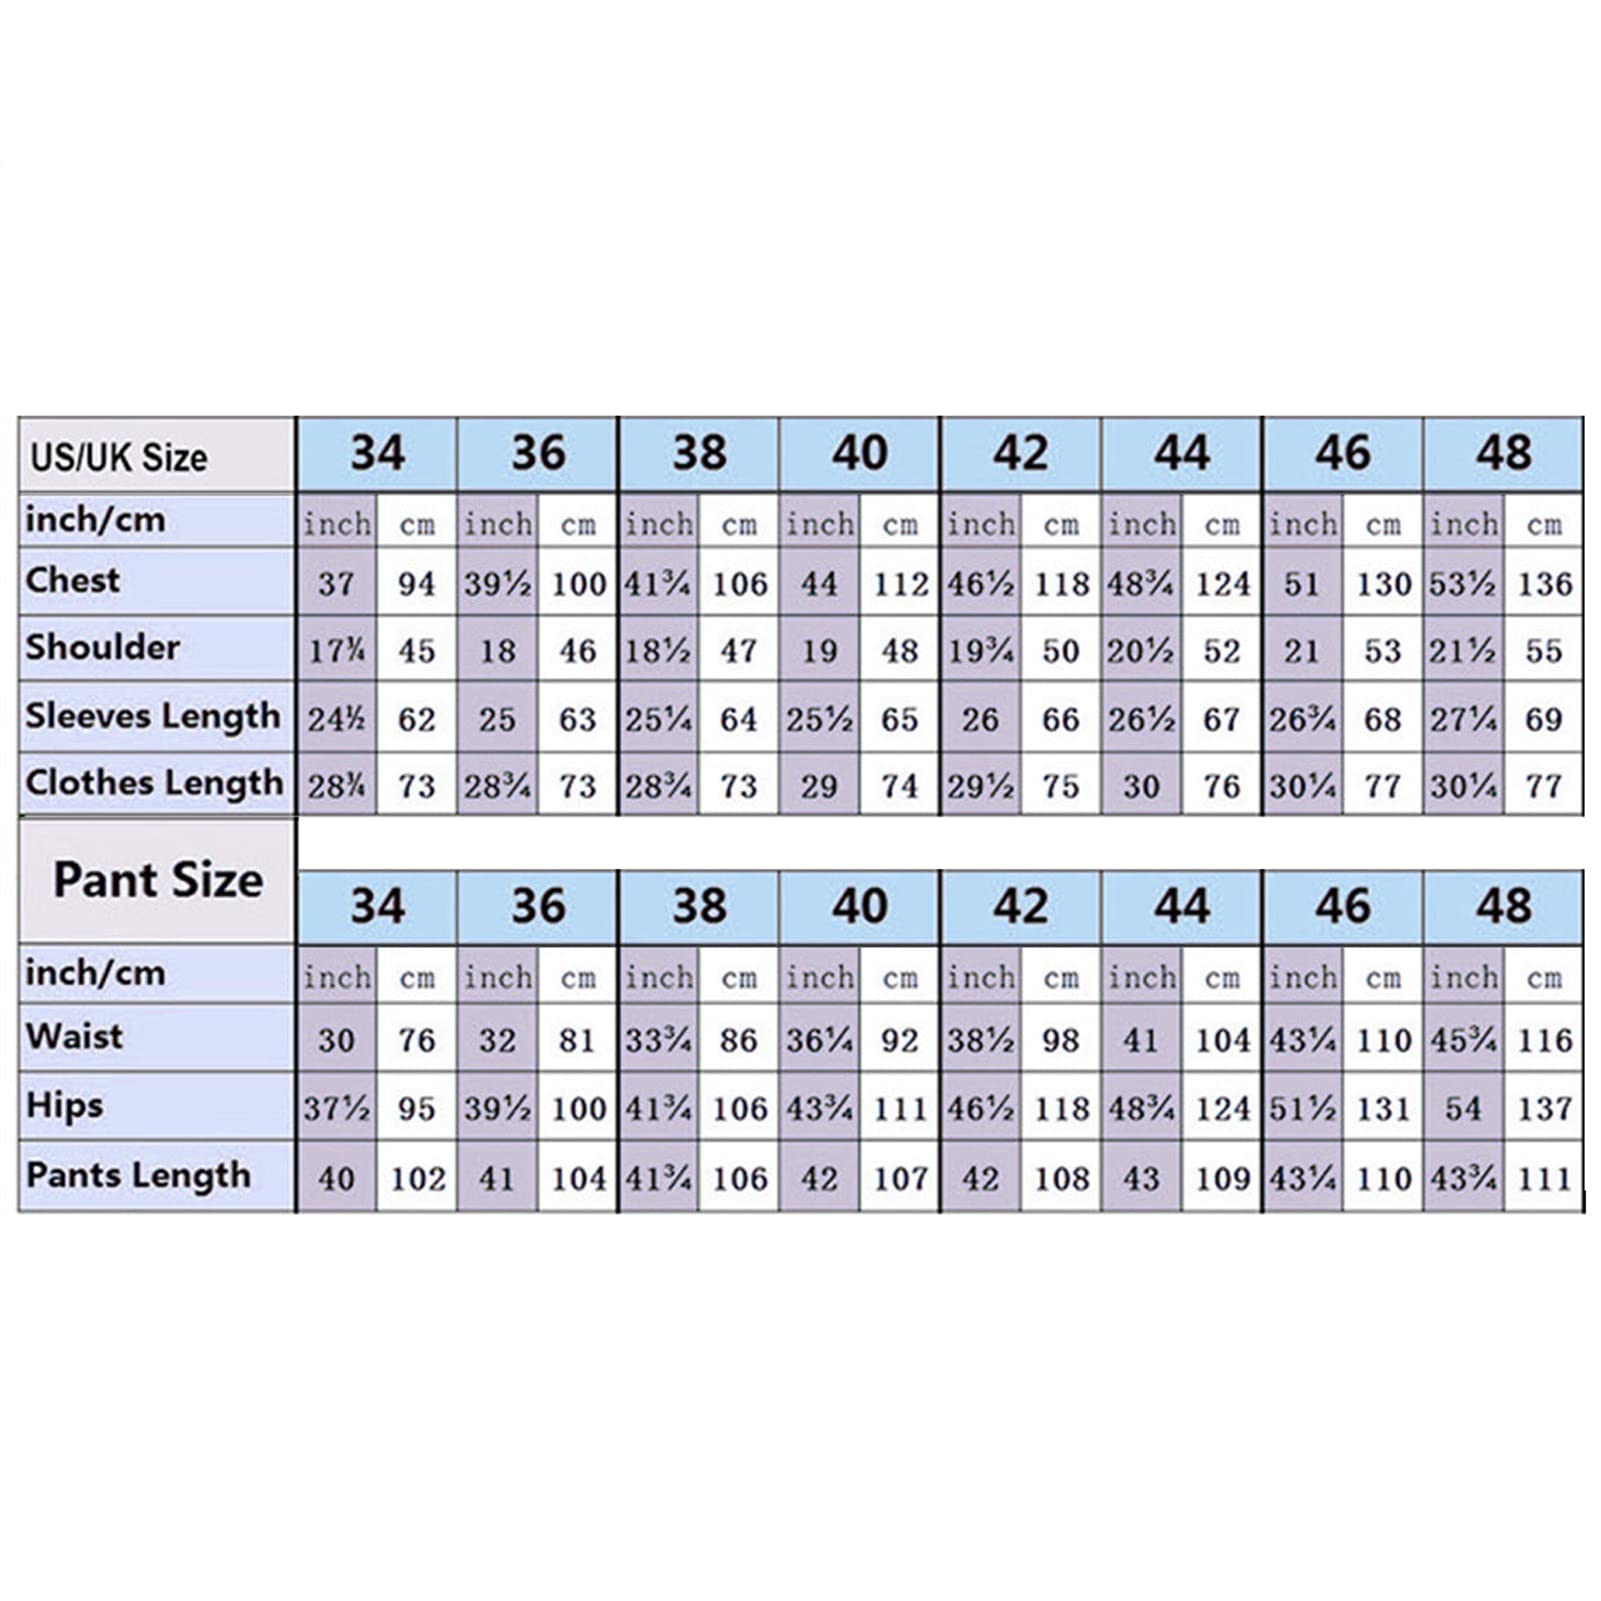 US/UK Size 34 36 38 40 42 44 46 48
inch/cm inch cm inch cm inch cm inch cm inch cm inch cm inch cm inch cm
Chest 37 94 39½ 100 41¾ 106 44 112 46½ 118 48¾ 124 51 130 53½ 136
Shoulder 17¾ 45 18 46 18½ 47 19 48 19¾ 50 20½ 52 21 53 21½ 55
Sleeves Length 24½ 62 25 63 25¼ 64 25½ 65 26 66 26½ 67 26¾ 68 27¼ 69
Clothes Length 28¾ 73 28¾ 73 28¾ 73 29 74 29½ 75 30 76 30¼ 77 30¼ 77
Pant Size 34 36 38 40 42 44 46 48
inch/cm inch cm inch cm inch cm inch cm inch cm inch cm inch cm inch cm
Waist 30 76 32 81 33¾ 86 36¼ 92 38½ 98 41 104 43¼ 110 45¾ 116
Hips 37½ 95 39½ 100 41¾ 106 43¾ 111 46½ 118 48¾ 124 51½ 131 54 137
Pants Length 40 102 41 104 41¾ 106 42 107 42 108 43 109 43¼ 110 43¾ 111